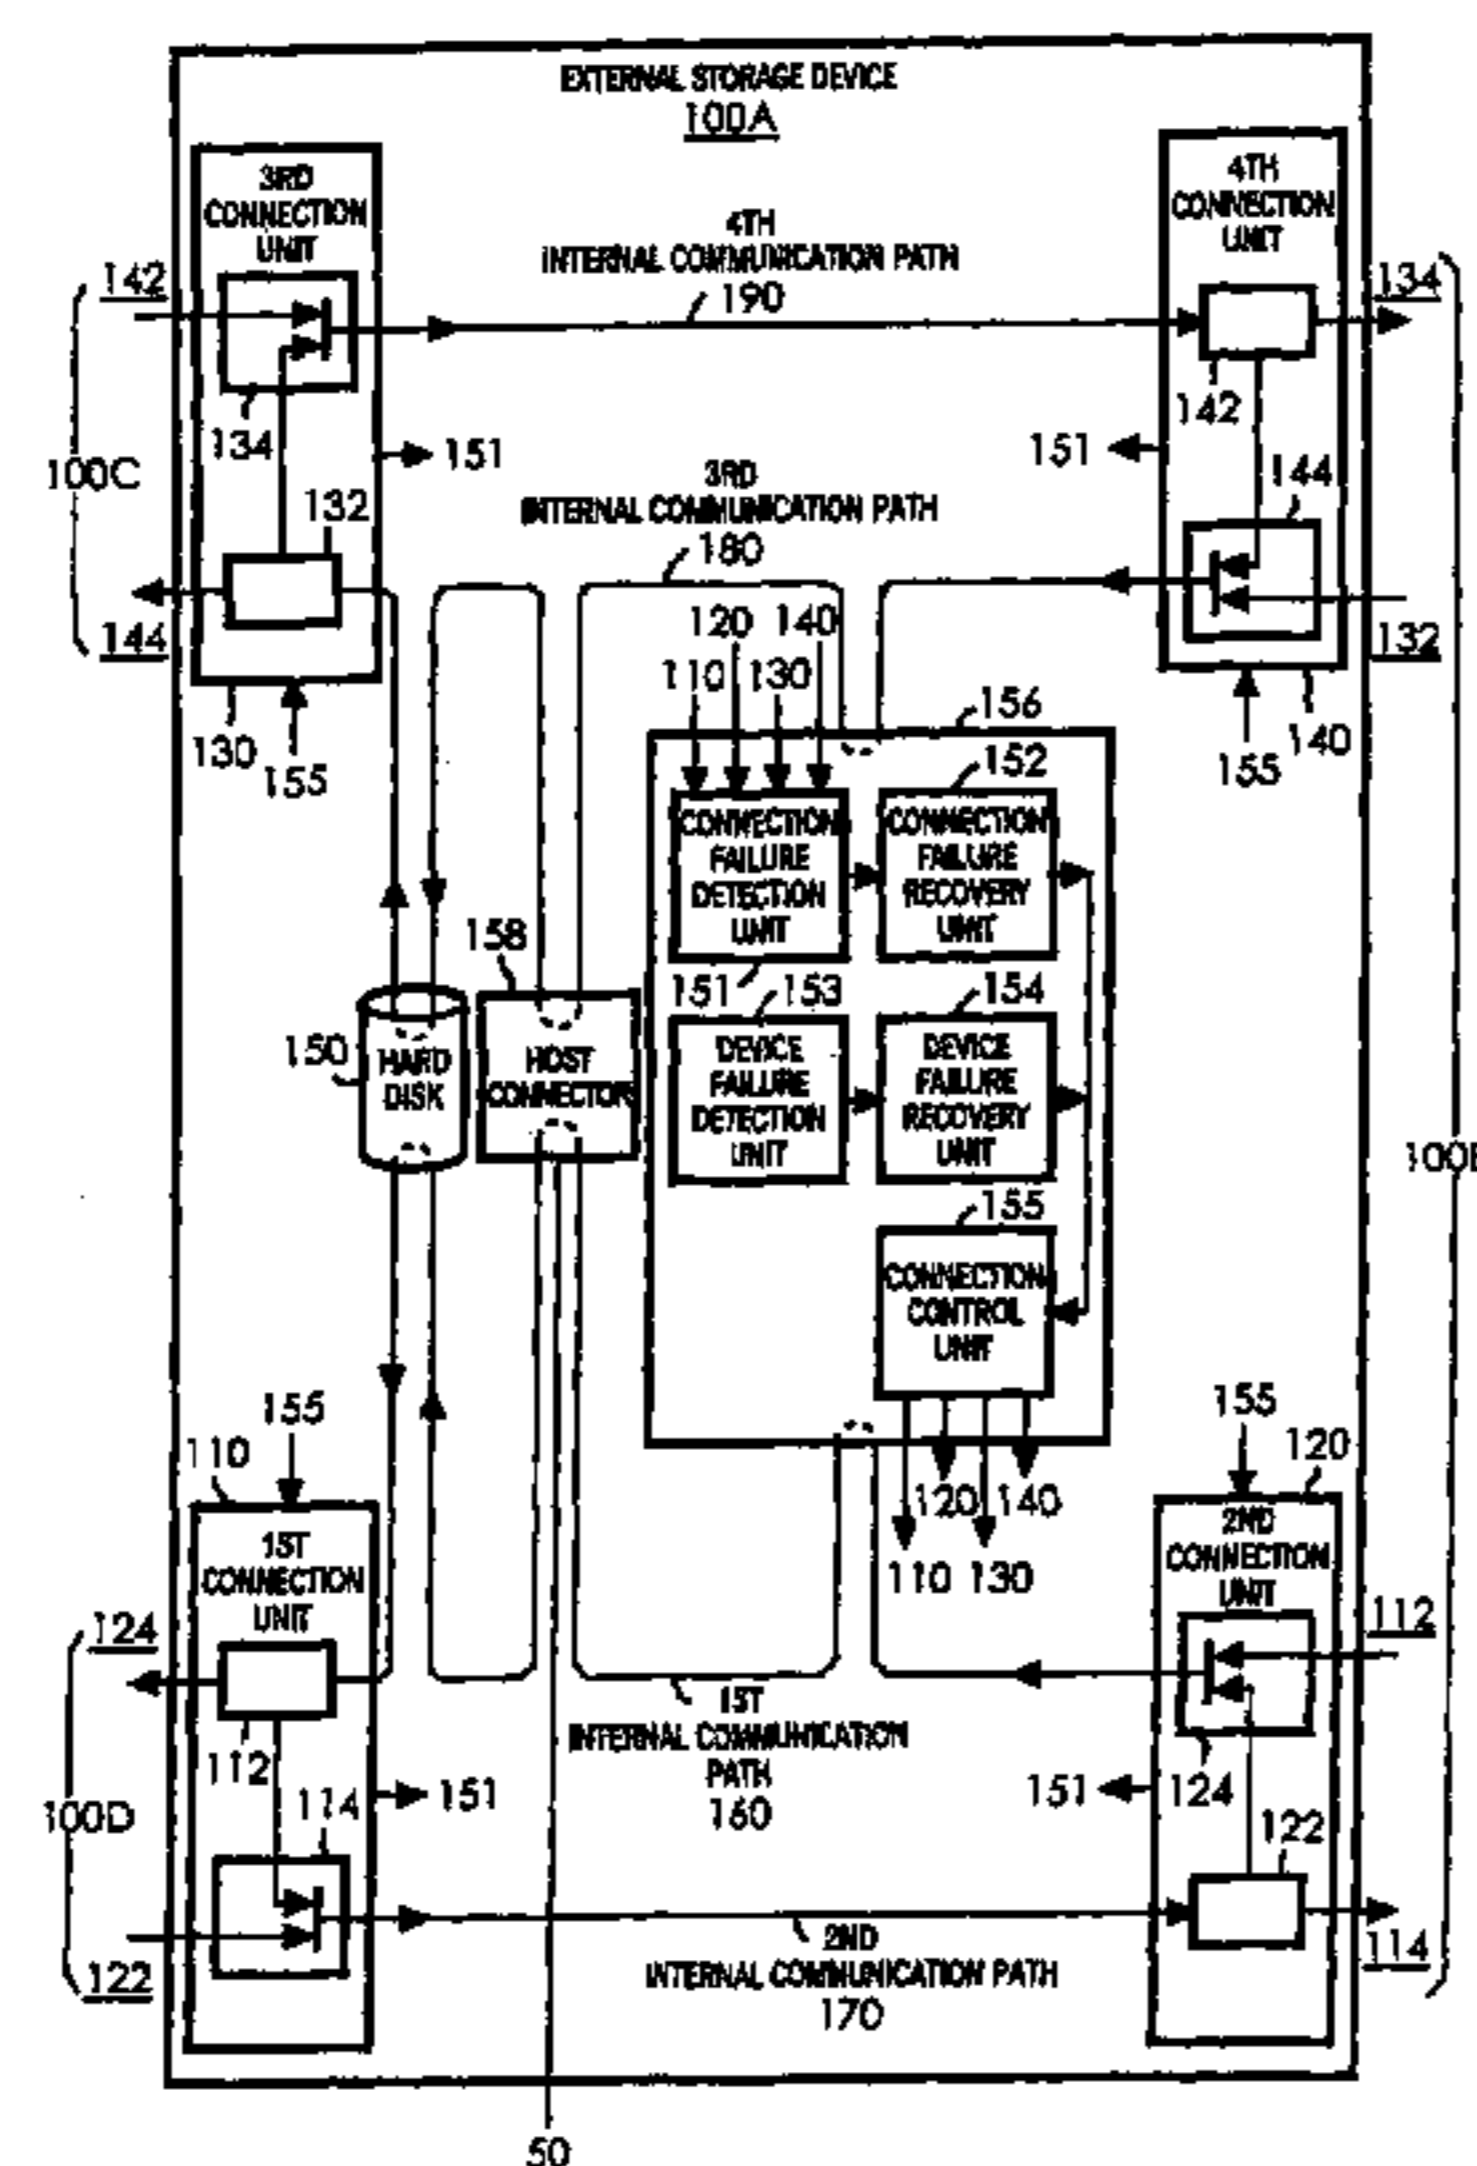 EXTERNAL STORAGE DEVICE
100A
3RD
CONNECTION
UNIT
4TH
CONNECTION
UNIT
4TH
INTERNAL COMMUNICATION PATH
190
142
134
134
142
151
151
100C
132
144
3RD
INTERNAL COMMUNICATION PATH
180
144
132
120 140
110 130
130
155
155
140
156
152
CONNECTION
FAILURE
DETECTION
UNIT
CONNECTION
FAILURE
RECOVERY
UNIT
158
151
153
154
150
HARD
DISK
HOST
CONNECTOR
DEVICE
FAILURE
DETECTION
UNIT
DEVICE
FAILURE
RECOVERY
UNIT
155
CONNECTION
CONTROL
UNIT
155
155
110
120
120 140
110 130
1ST
CONNECTION
UNIT
2ND
CONNECTION
UNIT
124
112
112
124
1ST
INTERNAL COMMUNICATION
PATH
160
151
151
100D
114
122
122
114
2ND
INTERNAL COMMUNICATION PATH
170
50